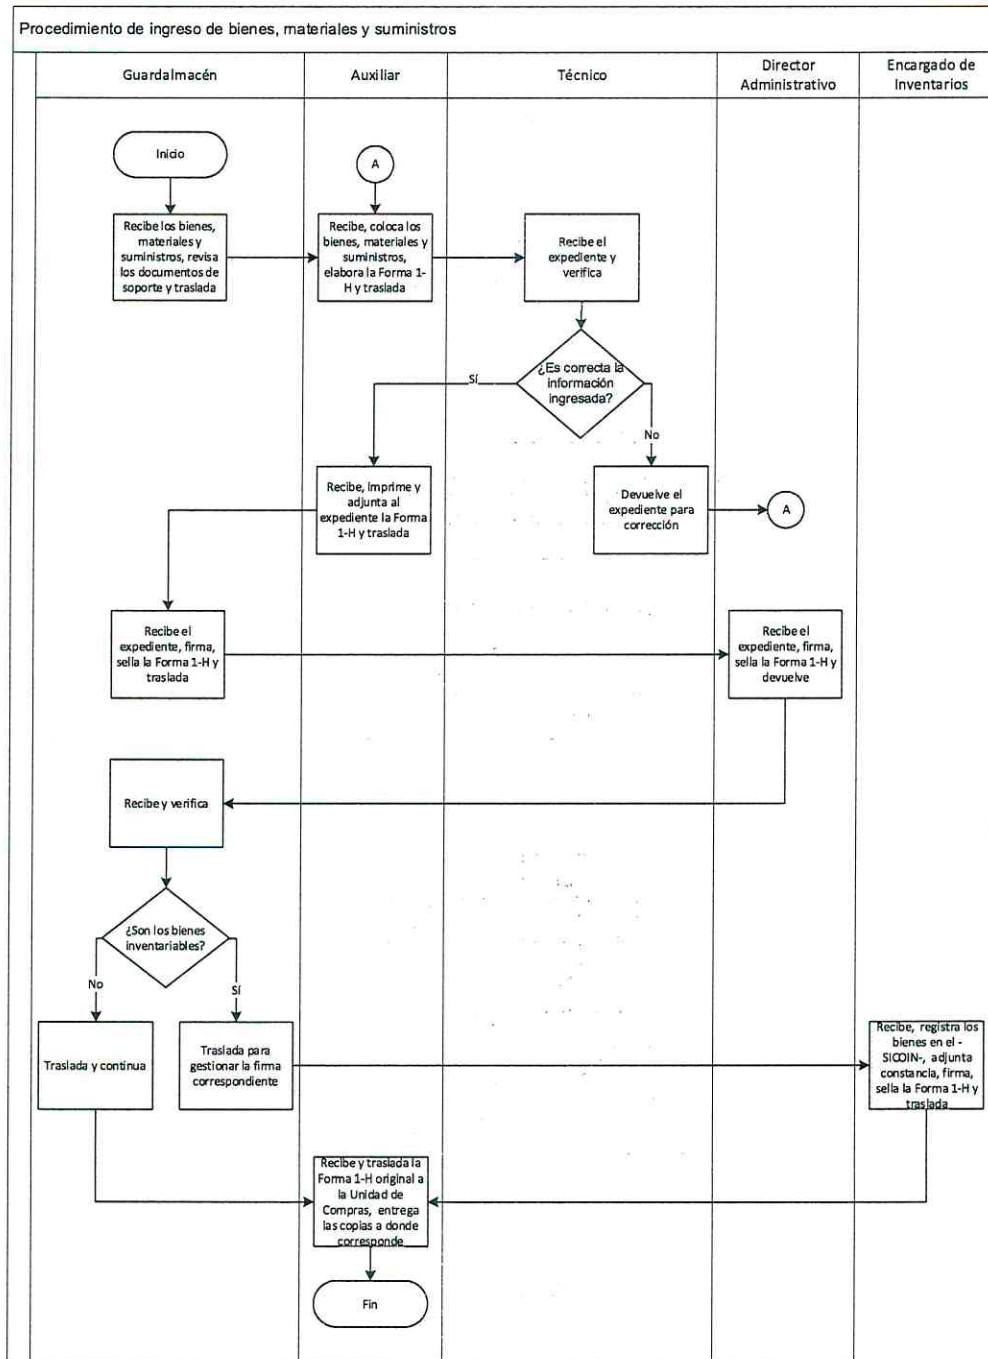 Procedimiento de ingreso de bienes, materiales y suministros
Guardalmacén
Auxiliar
Técnico
Director
Administrativo
Encargado de
Inventarios
Inicio
A
Recibe los bienes,
materiales y
suministros, revisa
los documentos de
soporte y traslada
Recibe, coloca los
bienes, materiales y
suministros,
elabora la Forma 1-
H y traslada
Recibe el
expediente y
verifica
¿Es correcta la
información
ingresada?
Sí
No
Recibe, imprime y
adjunta al
expediente la Forma
1-H y traslada
Devuelve el
expediente para
corrección
A
Recibe el
expediente, firma,
sella la Forma 1-H y
traslada
Recibe el
expediente, firma,
sella la Forma 1-H y
devuelve
Recibe y verifica
¿Son los bienes
inventariables?
No
Sí
Traslada y continua
Traslada para
gestionar la firma
correspondiente
Recibe, registra los
bienes en el -
SICOIN-, adjunta
constancia, firma,
sella la Forma 1-H y
traslada
Recibe y traslada la
Forma 1-H original a
la Unidad de
Compras, entrega
las copias a donde
corresponde
Fin